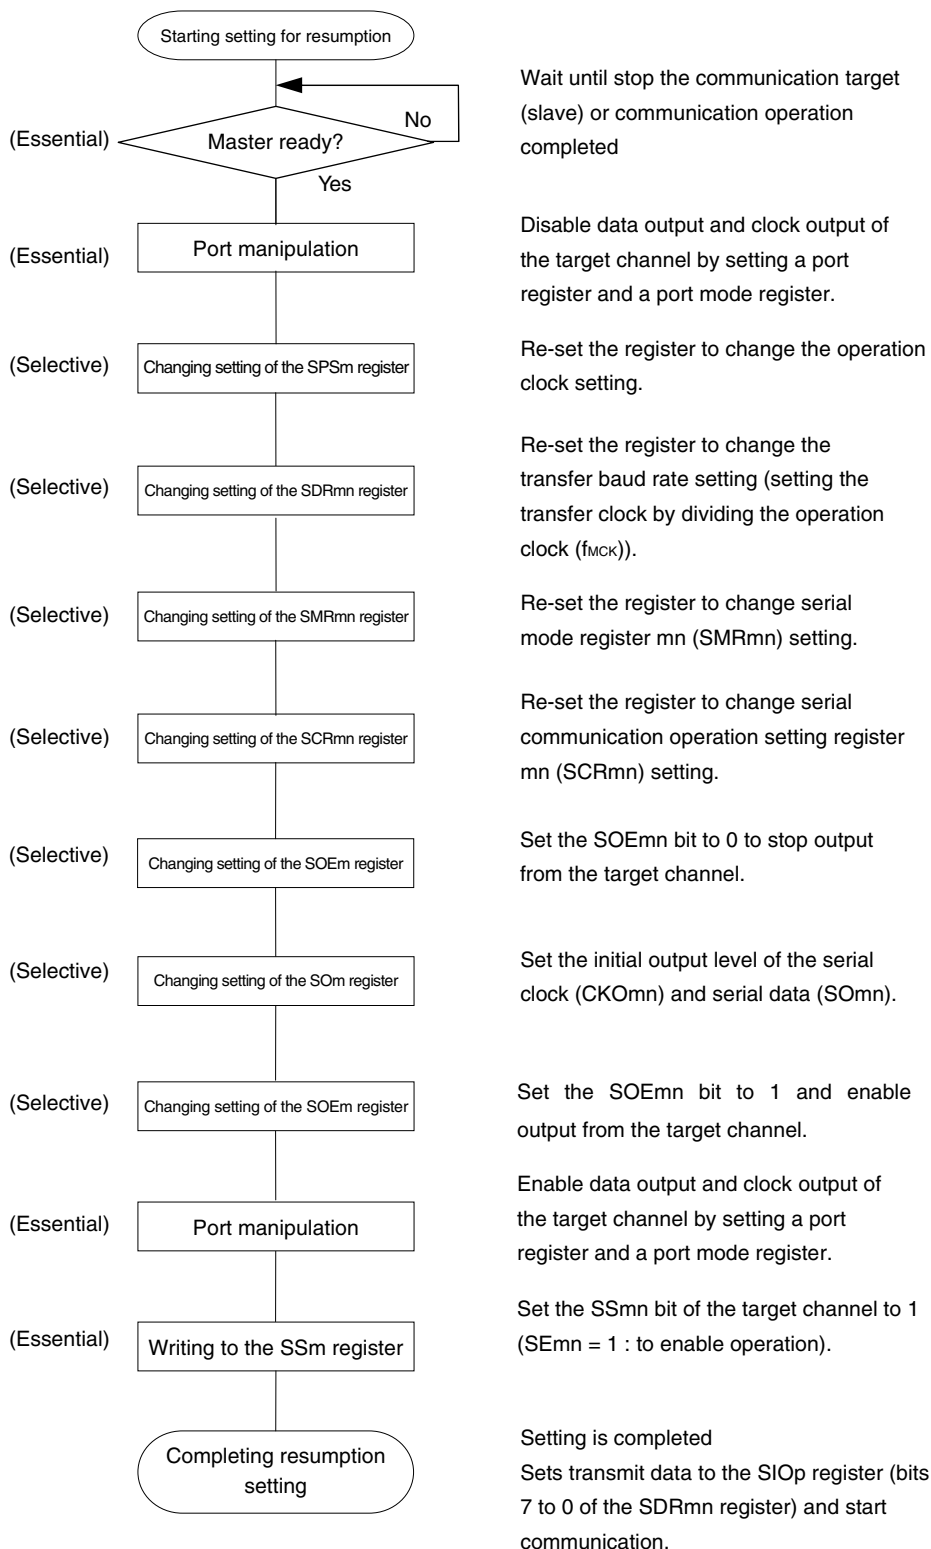 Starting setting for resumption
Wait until stop the communication target
(slave) or communication operation
completed
(Essential)
Master ready?
No
Yes
(Essential)
Port manipulation
Disable data output and clock output of
the target channel by setting a port
register and a port mode register.
(Selective)
Changing setting of the SPSm register
Re-set the register to change the operation
clock setting.
(Selective)
Changing setting of the SDRmn register
Re-set the register to change the
transfer baud rate setting (setting the
transfer clock by dividing the operation
clock (fMCK)).
(Selective)
Changing setting of the SMRmn register
Re-set the register to change serial
mode register mn (SMRmn) setting.
(Selective)
Changing setting of the SCRmn register
Re-set the register to change serial
communication operation setting register
mn (SCRmn) setting.
(Selective)
Changing setting of the SOEm register
Set the SOEmn bit to 0 to stop output
from the target channel.
(Selective)
Changing setting of the SOm register
Set the initial output level of the serial
clock (CKOmn) and serial data (SOmn).
(Selective)
Changing setting of the SOEm register
Set the SOEmn bit to 1 and enable
output from the target channel.
(Essential)
Port manipulation
Enable data output and clock output of
the target channel by setting a port
register and a port mode register.
(Essential)
Writing to the SSm register
Set the SSmn bit of the target channel to 1
(SEmn = 1 : to enable operation).
Completing resumption
setting
Setting is completed
Sets transmit data to the SIOp register (bits
7 to 0 of the SDRmn register) and start
communication.